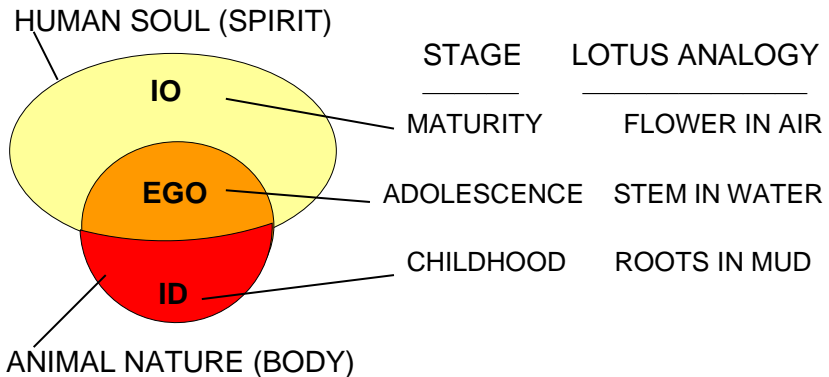 HUMAN SOUL (SPIRIT)
STAGE LOTUS ANALOGY
IO
MATURITY FLOWER IN AIR
EGO
ADOLESCENCE STEM IN WATER
CHILDHOOD ROOTS IN MUD
ID
ANIMAL NATURE (BODY)